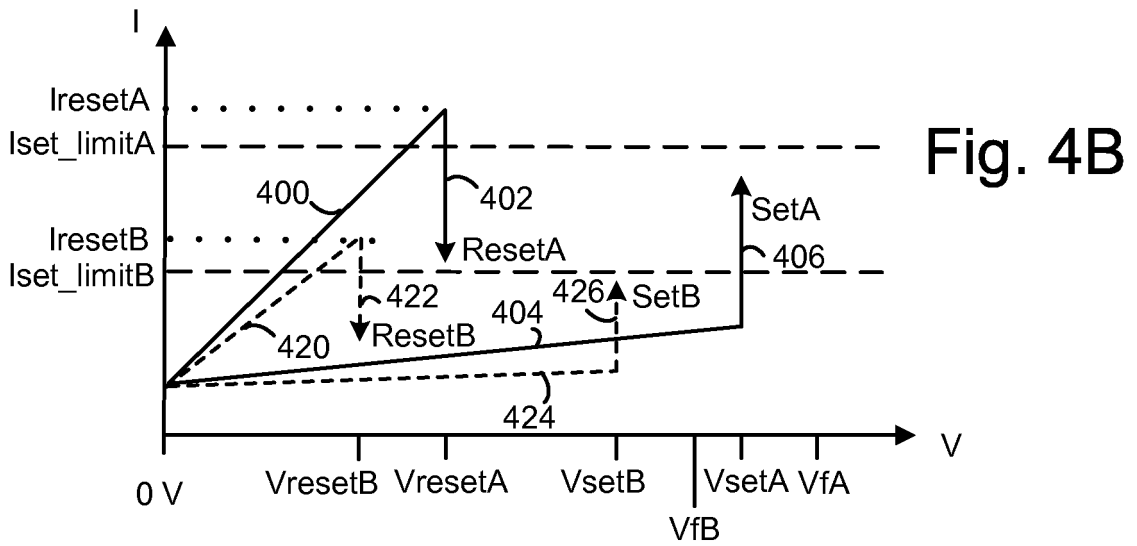 I
IresetA
Iset_limitA
Fig. 4B
400
402
SetA
IresetB
ResetA
406
Iset_limitB
422
426
SetB
420
ResetB
404
424
V
0 V
VresetB
VresetA
VsetB
VsetA
VfA
VfB